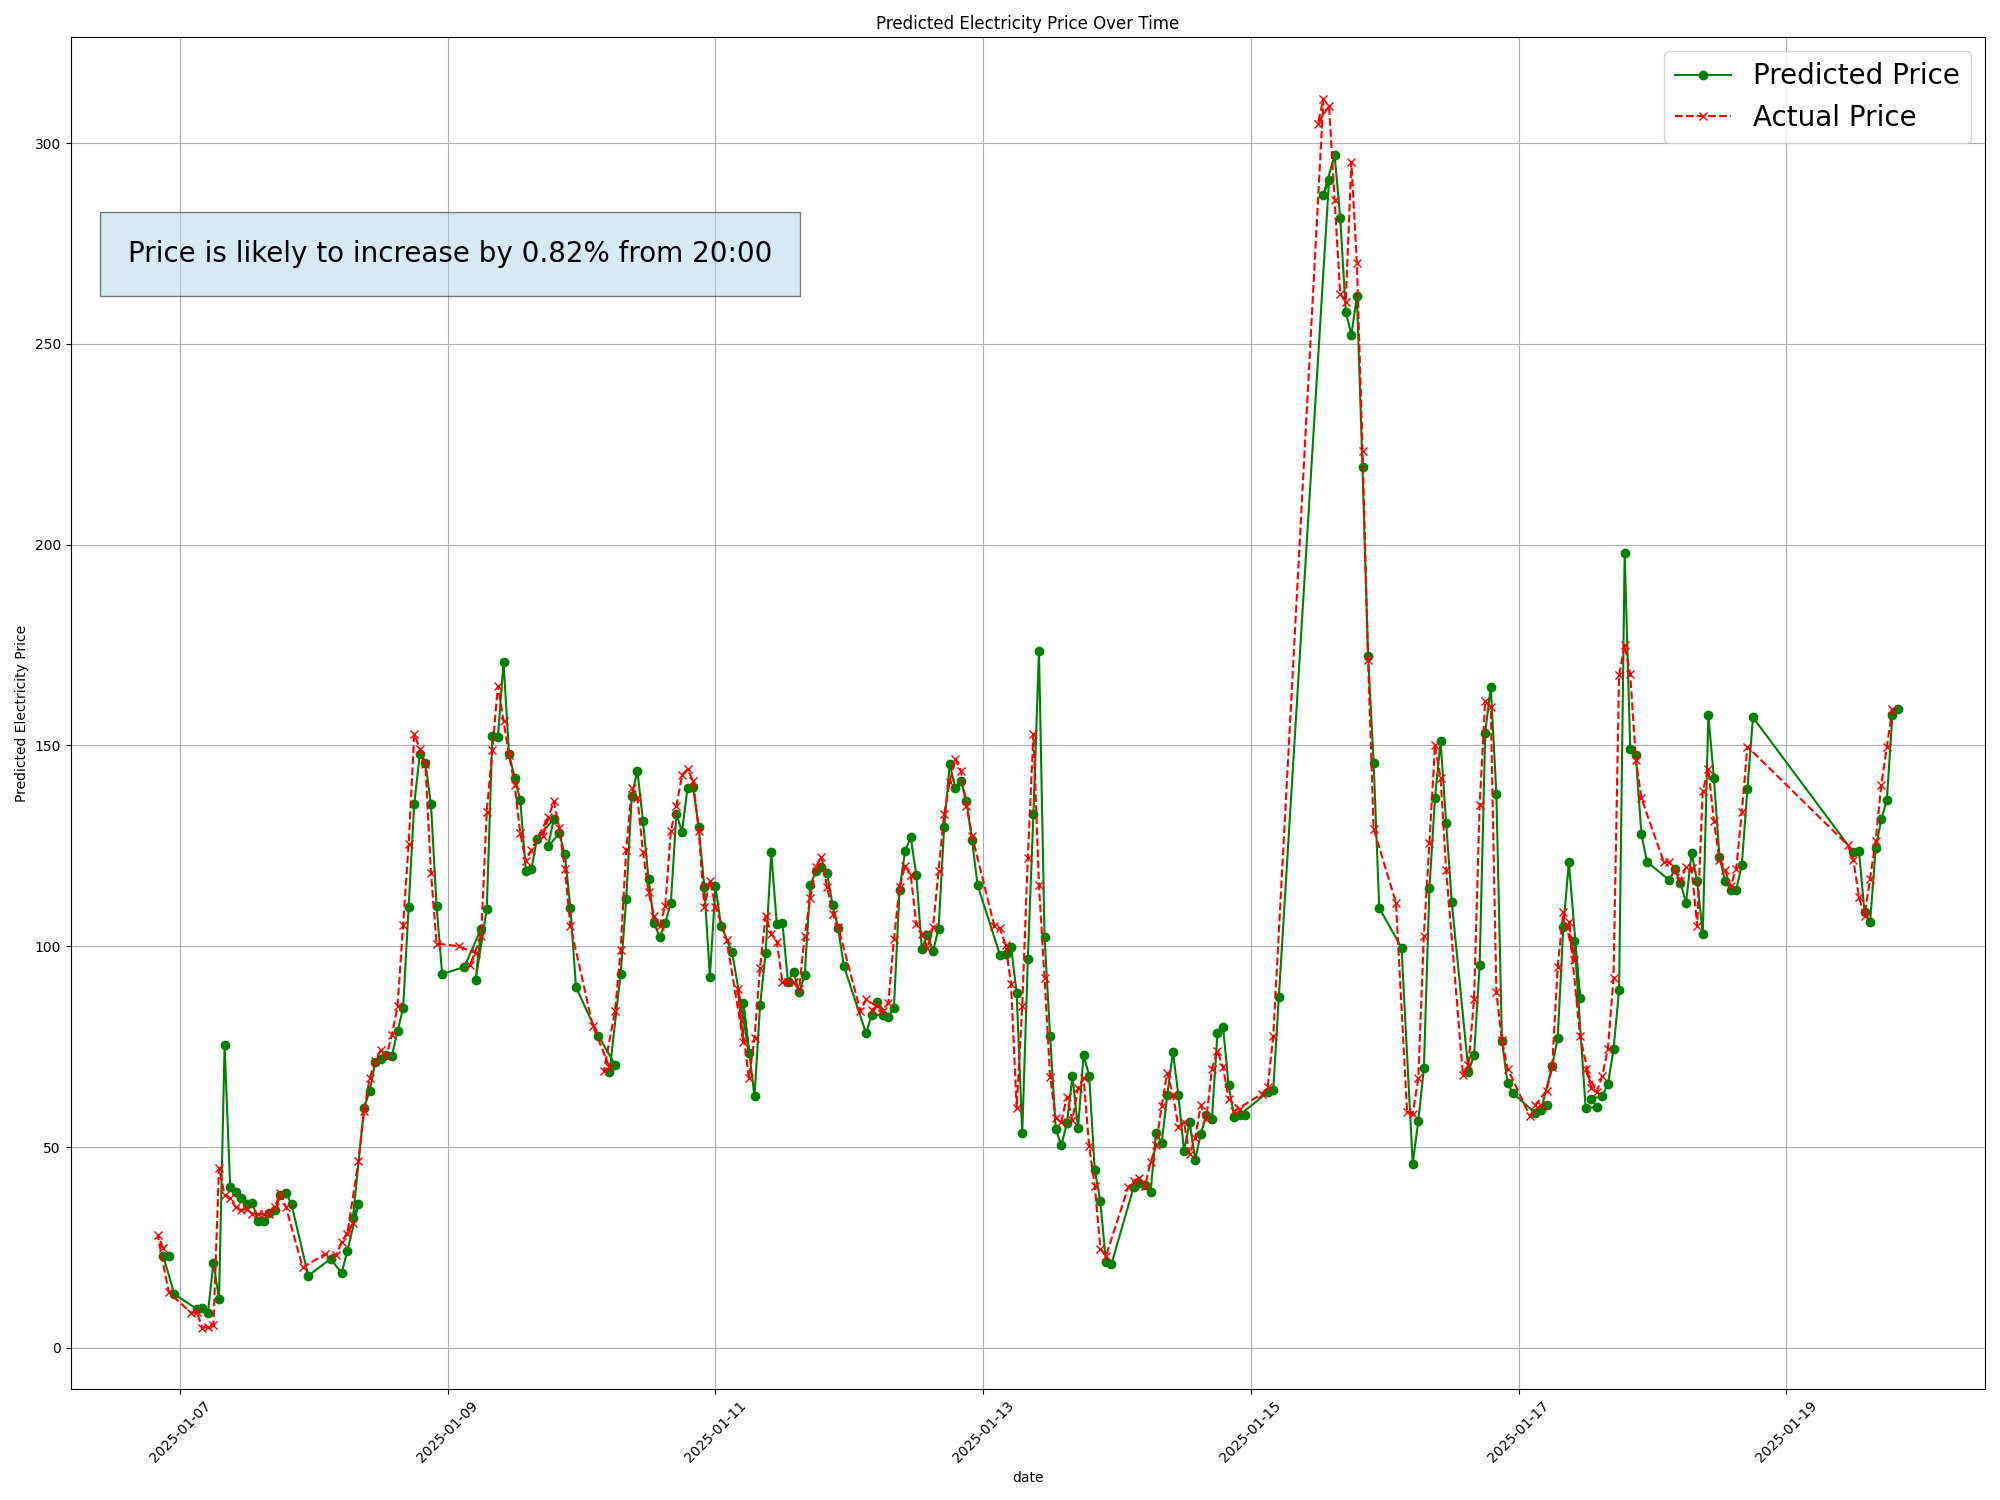 Predicted Electricity Price Over Time
Predicted Price
Actual Price
Price is likely to increase by 0.82% from 20:00
Predicted Electricity Price
300
250
200
150
100
50
0
2025-01-07
2025-01-09
2025-01-11
2025-01-13
2025-01-15
2025-01-17
2025-01-19
date